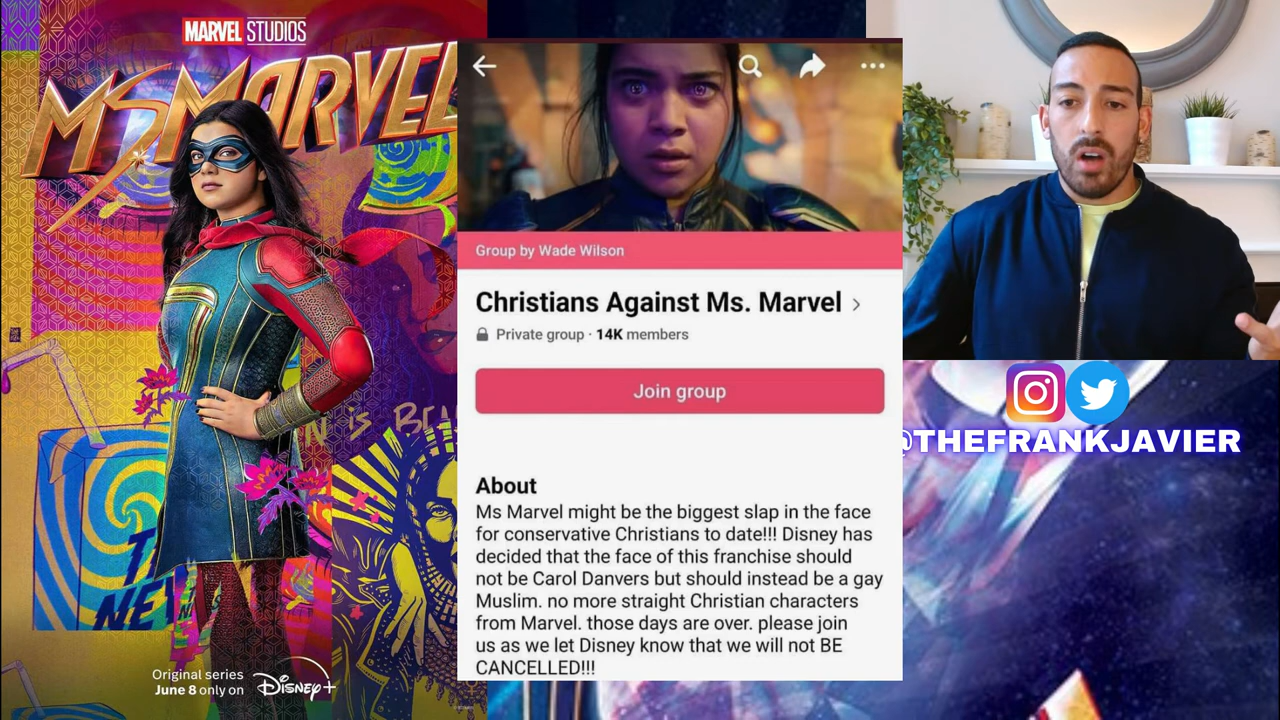 MARVEL STUDIOS
MS MARVEL
Original series
June 8 only on
Disney+
Group by Wade Wilson
Christians Against Ms. Marvel >
Private group · 14K members
Join group
About
Ms Marvel might be the biggest slap in the face
for conservative Christians to date!!! Disney has
decided that the face of this franchise should
not be Carol Danvers but should instead be a gay
Muslim. no more straight Christian characters
from Marvel. those days are over. please join
us as we let Disney know that we will not BE
CANCELLED!!!
@THEFRANKJAVIER